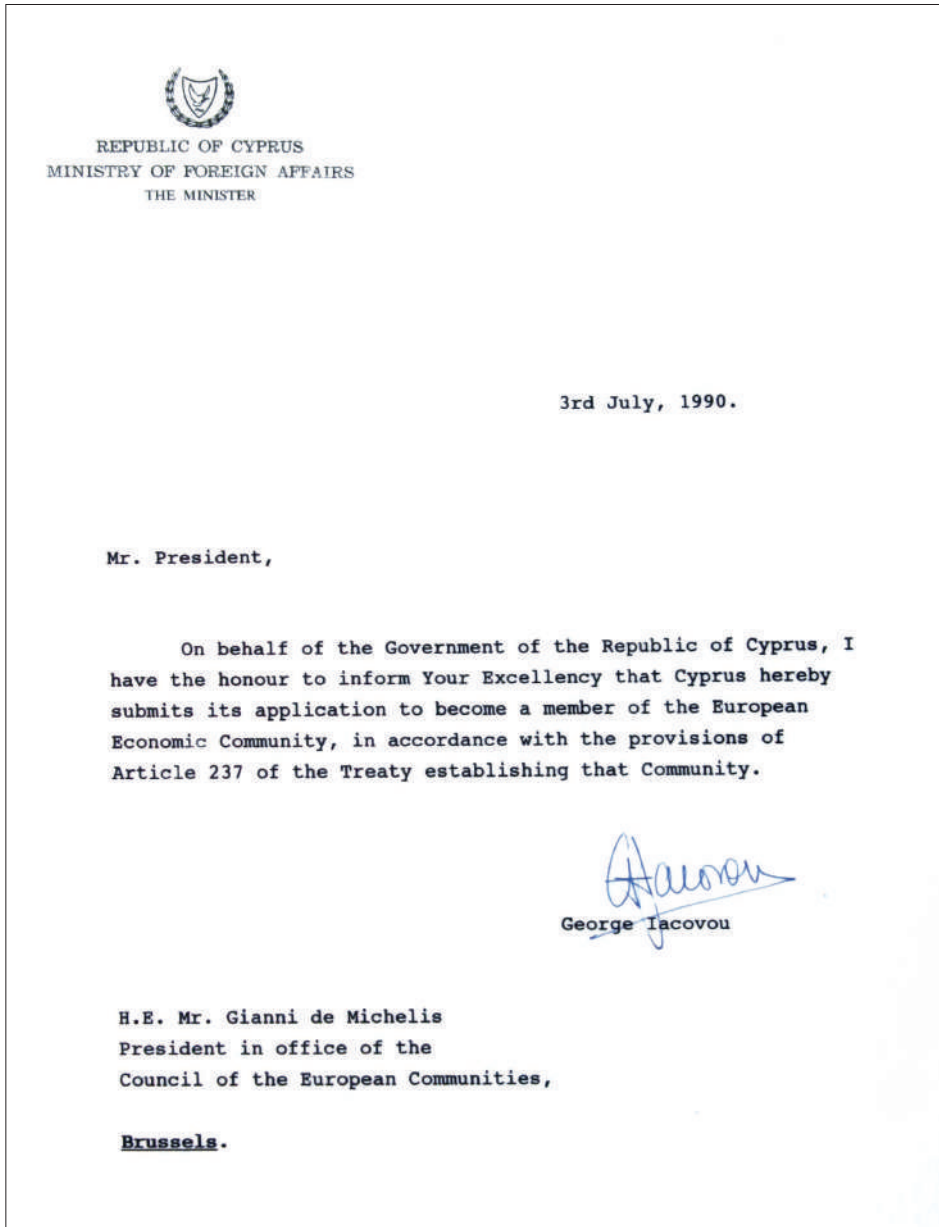 REPUBLIC OF CYPRUS
MINISTRY OF FOREIGN AFFAIRS
THE MINISTER
3rd July, 1990.
Mr. President,
On behalf of the Government of the Republic of Cyprus, I
have the honour to inform Your Excellency that Cyprus hereby
submits its application to become a member of the European
Economic Community, in accordance with the provisions of
Article 237 of the Treaty establishing that Community.
George Iacovou
H.E. Mr. Gianni de Michelis
President in office of the
Council of the European Communities,
Brussels.